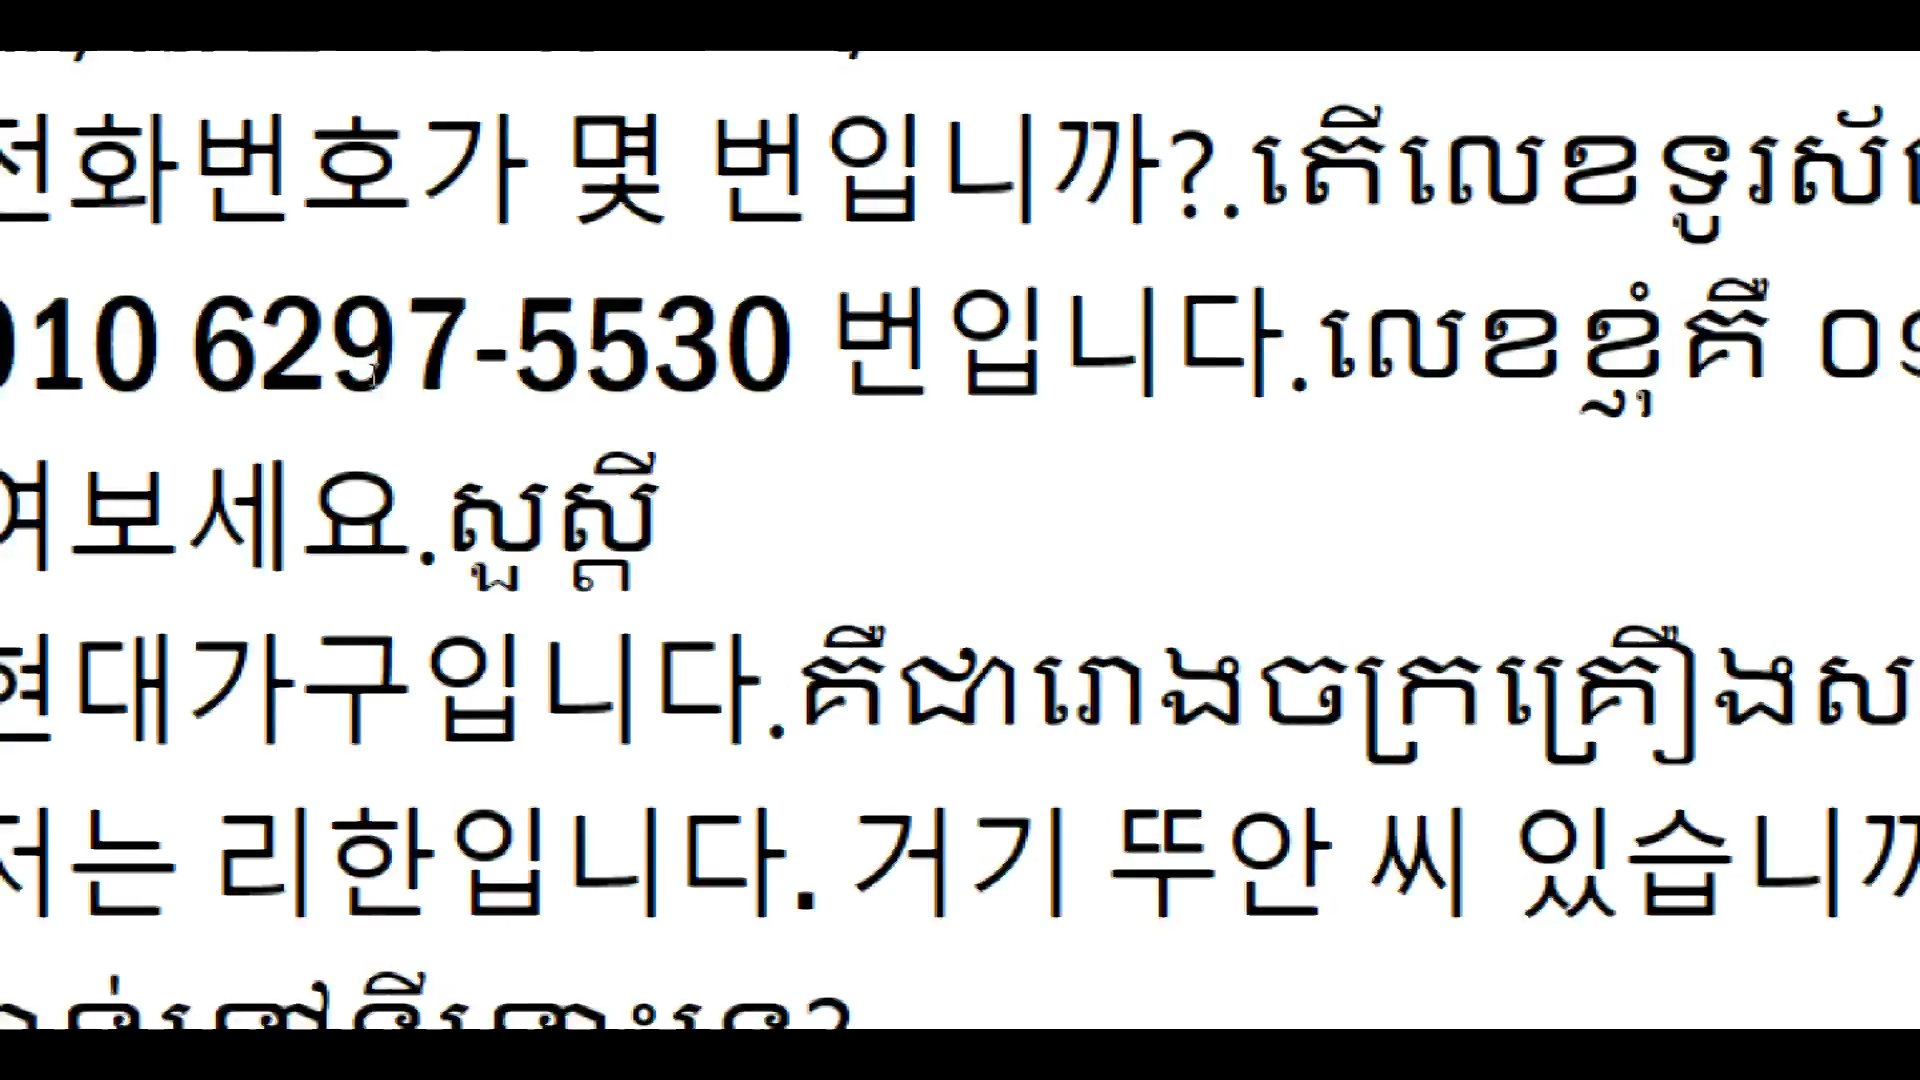 전화번호가 몇 번입니까?.តើលេខទូរស័
010 6297-5530 번입니다.លេខខ្ញុំគឺ ០១
여보세요.សួស្តី
현대가구입니다.គឺជារោងចក្រគ្រឿងស
저는 리한입니다. 거기 뚜안 씨 있습니까